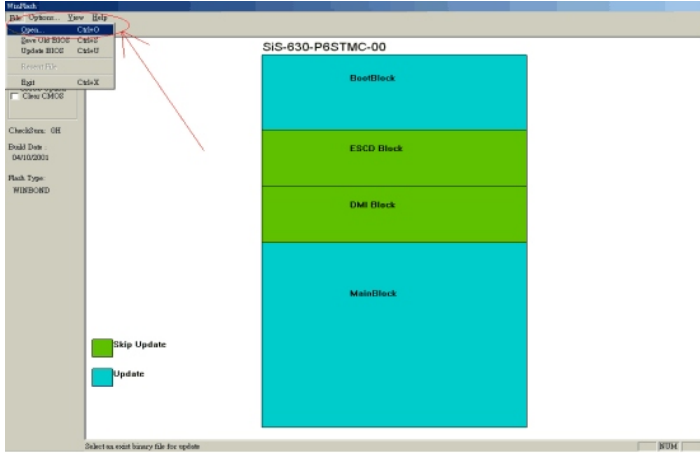 WinFlash
File Options... View Help
Open... Ctrl+O
Save Old BIOS Ctrl+S
Update BIOS Ctrl+U
Recent File
Exit Ctrl+X
Clear CMOS
CheckSum: 0H
Build Date :
04/10/2001
Flash Type:
WINBOND
SiS-630-P6STMC-00
BootBlock
ESCD Block
DMI Block
MainBlock
Skip Update
Update
Select an exist binary file for update
NUM